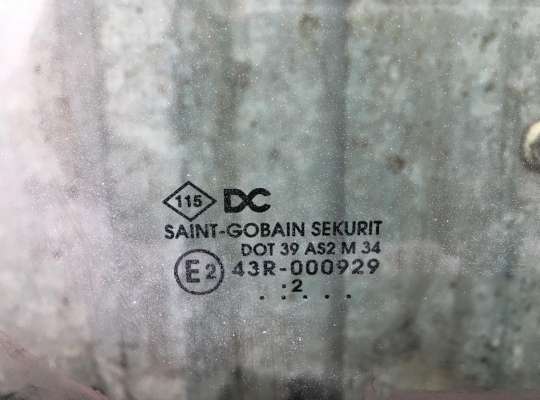 115 DC
SAINT-GOBAIN SEKURIT
DOT 39 AS2 M 34
E2 43R-000929
. :2 . . . .